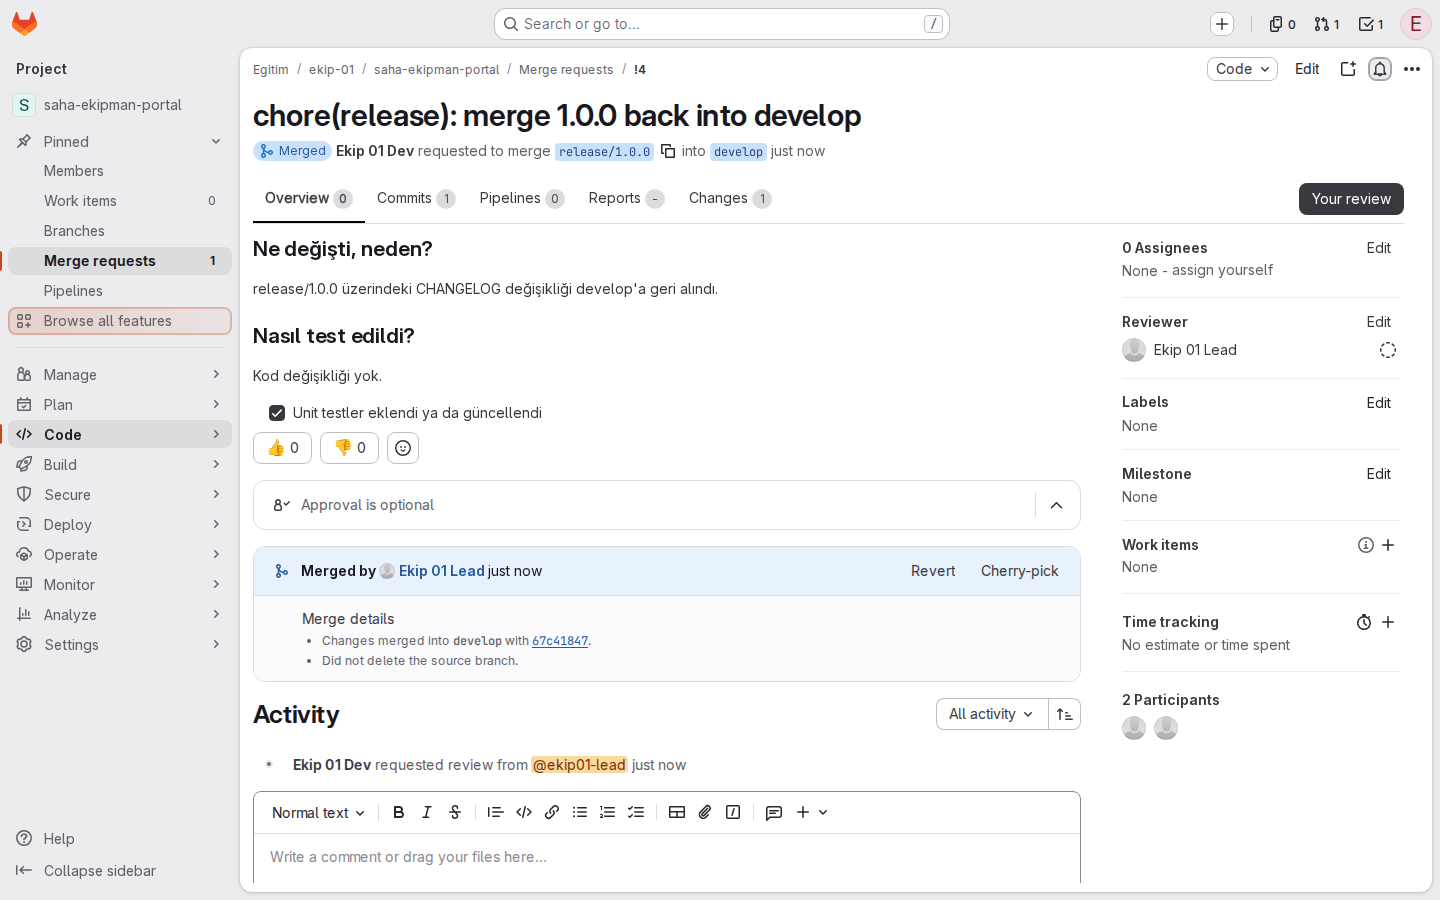 Search or go to...
/
0
1
1
E
Project
S saha-ekipman-portal
Pinned
Members
Work items 0
Branches
Merge requests 1
Pipelines
Browse all features
Manage
Plan
Code
Build
Secure
Deploy
Operate
Monitor
Analyze
Settings
Help
Collapse sidebar
Egitim / ekip-01 / saha-ekipman-portal / Merge requests / !4
Code
Edit
chore(release): merge 1.0.0 back into develop
Merged Ekip 01 Dev requested to merge release/1.0.0 into develop just now
Overview 0
Commits 1
Pipelines 0
Reports -
Changes 1
Your review
Ne değişti, neden?
release/1.0.0 üzerindeki CHANGELOG değişikliği develop'a geri alındı.
Nasıl test edildi?
Kod değişikliği yok.
Unit testler eklendi ya da güncellendi
👍 0
👎 0
Approval is optional
Merged by Ekip 01 Lead just now
Revert
Cherry-pick
Merge details
Changes merged into develop with 67c41847.
Did not delete the source branch.
Activity
All activity
Ekip 01 Dev requested review from @ekip01-lead just now
Normal text
Write a comment or drag your files here...
0 Assignees Edit
None - assign yourself
Reviewer Edit
Ekip 01 Lead
Labels Edit
None
Milestone Edit
None
Work items
None
Time tracking
No estimate or time spent
2 Participants